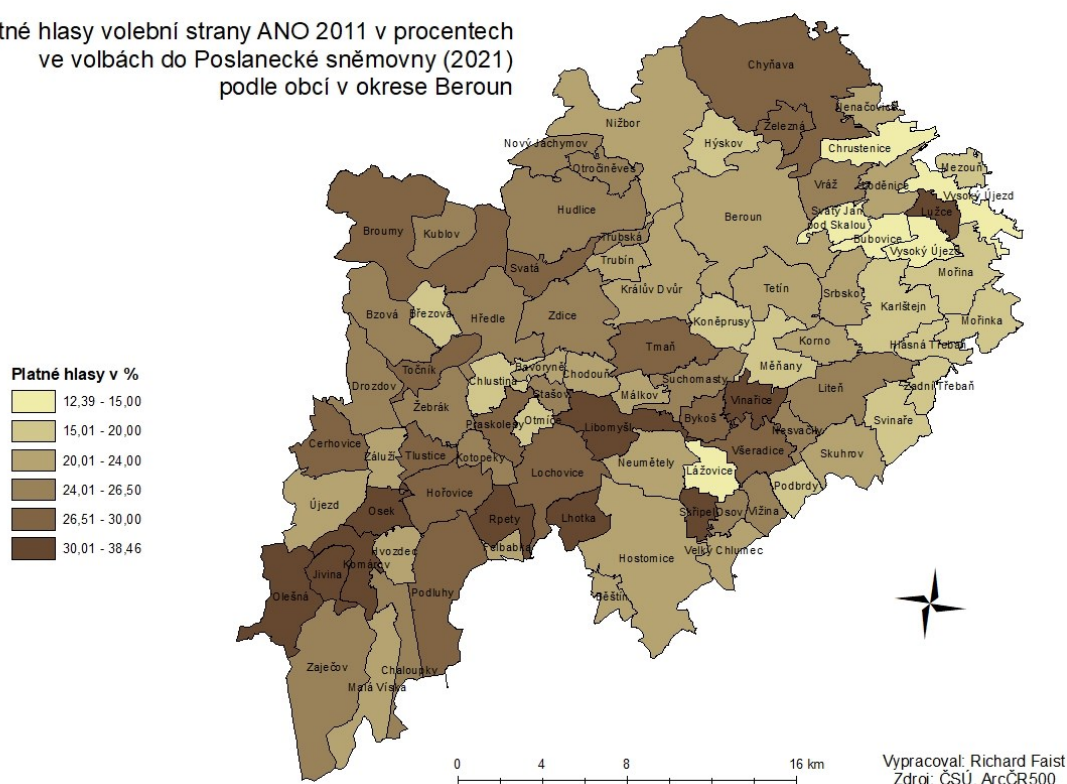 tné hlasy volební strany ANO 2011 v procentech
ve volbách do Poslanecké sněmovny (2021)
podle obcí v okrese Beroun
Chyňava
Nenačovice
Nižbor
Železná
Hýskov
Chrustenice
Nový Jáchymov
Otročiněves
Mezouň
Vráž
Loděnice
Vysoký Újezd
Hudlice
Beroun
Svatý Jan
pod Skalou
Lužce
Broumy
Kublov
Trubská
Bubovice
Vysoký Újezd
Svatá
Trubín
Mořina
Králův Dvůr
Tetín
Srbsko
Karlštejn
Bzová
Březová
Hředle
Zdice
Koněprusy
Mořinka
Korno
Hlásná Třebaň
Tmaň
Točník
Bavoryně
Chodouň
Měňany
Platné hlasy v %
Chlustina
Suchomasty
Zadní Třebaň
Drozdov
Stašov
Málkov
Vinařice
Liteň
12,39 - 15,00
Žebrák
Otmíče
Bykoš
Svinaře
15,01 - 20,00
Praskolesy
Libomyšl
Nesvačily
20,01 - 24,00
Cerhovice
Záluží
Tlustice
Kotopeky
Neumětely
Všeradice
Skuhrov
24,01 - 26,50
Lochovice
Lážovice
Podbrdy
26,51 - 30,00
Újezd
Hořovice
30,01 - 38,46
Osek
Rpety
Lhotka
Osov
Vižina
Hvozdec
Felbabka
Velký Chlumec
Komárov
Hostomice
Jivina
Olešná
Podluhy
Běštín
Zaječov
Chaloupky
Malá Víska
0 4 8 16 km
Vypracoval: Richard Faist
Zdroj: ČSÚ, ArcČR500